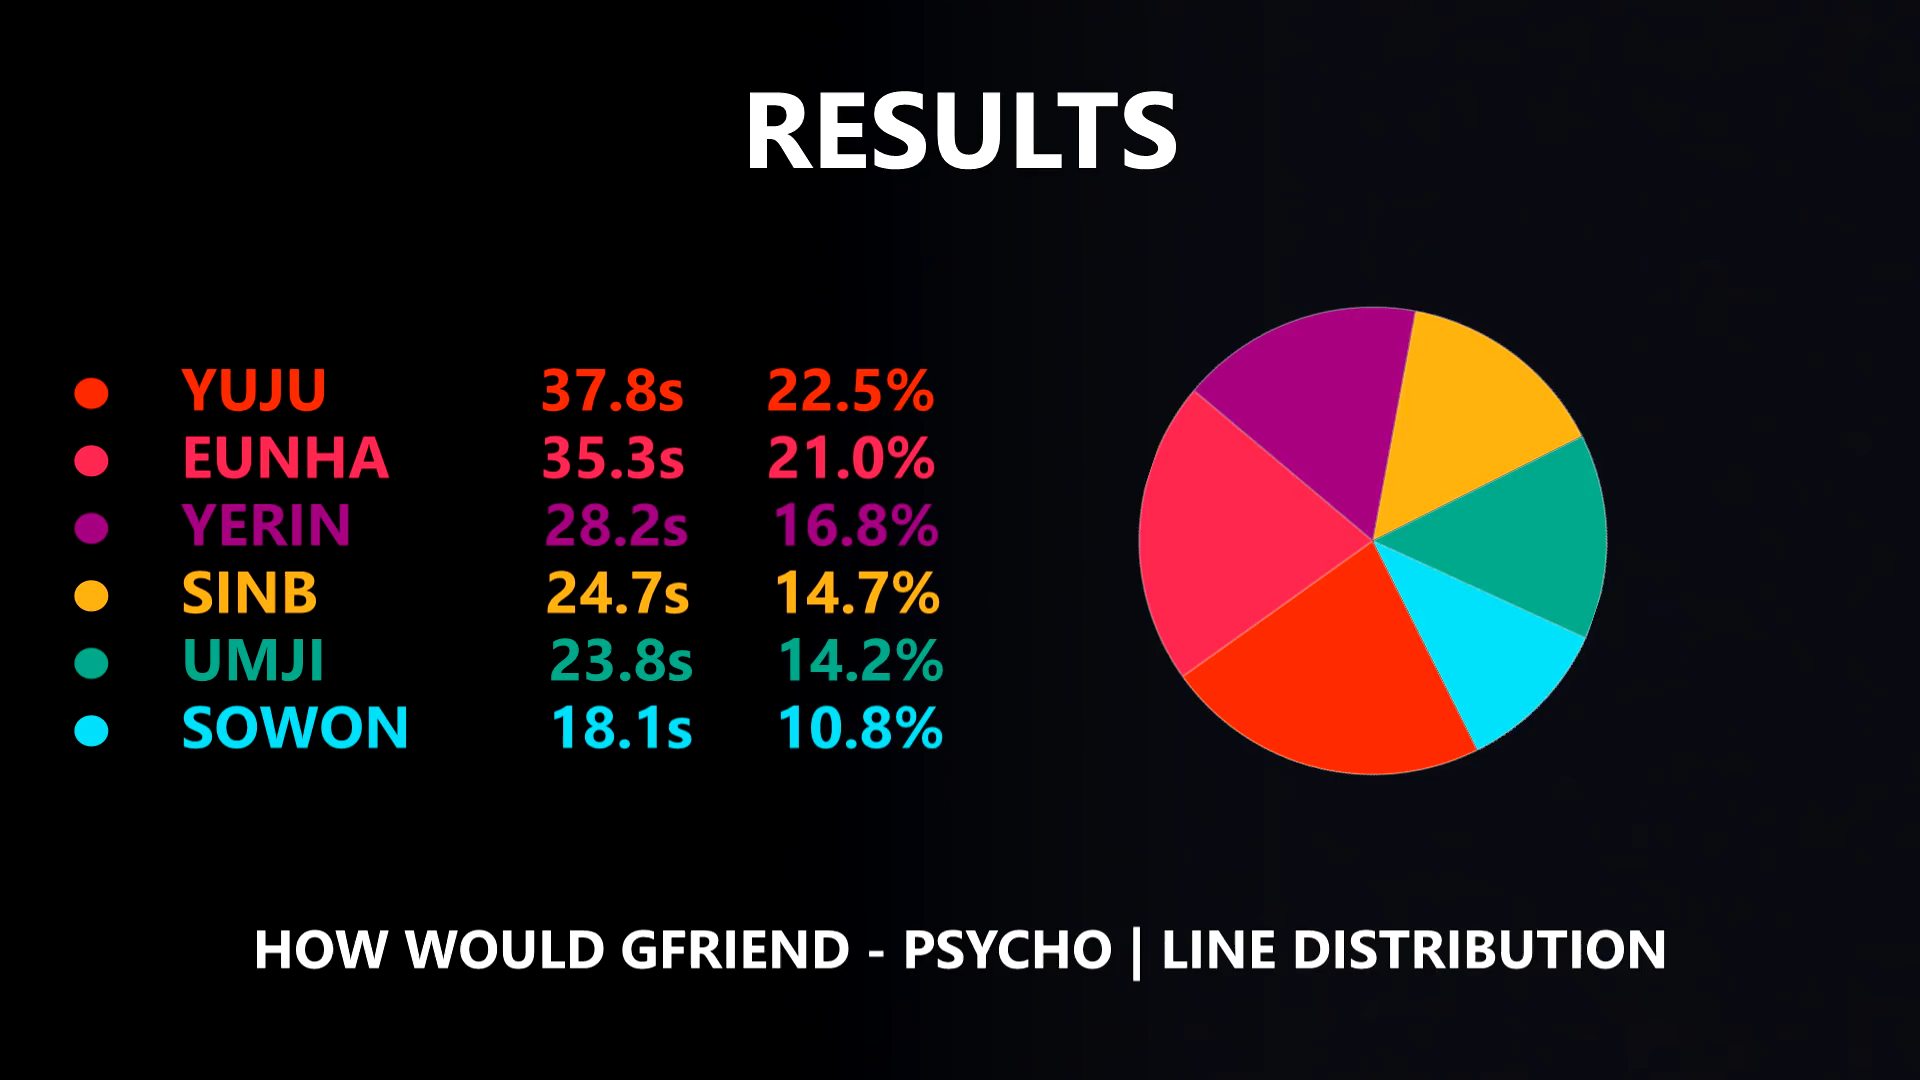 RESULTS
YUJU 37.8s 22.5%
EUNHA 35.3s 21.0%
YERIN 28.2s 16.8%
SINB 24.7s 14.7%
UMJI 23.8s 14.2%
SOWON 18.1s 10.8%
HOW WOULD GFRIEND - PSYCHO | LINE DISTRIBUTION